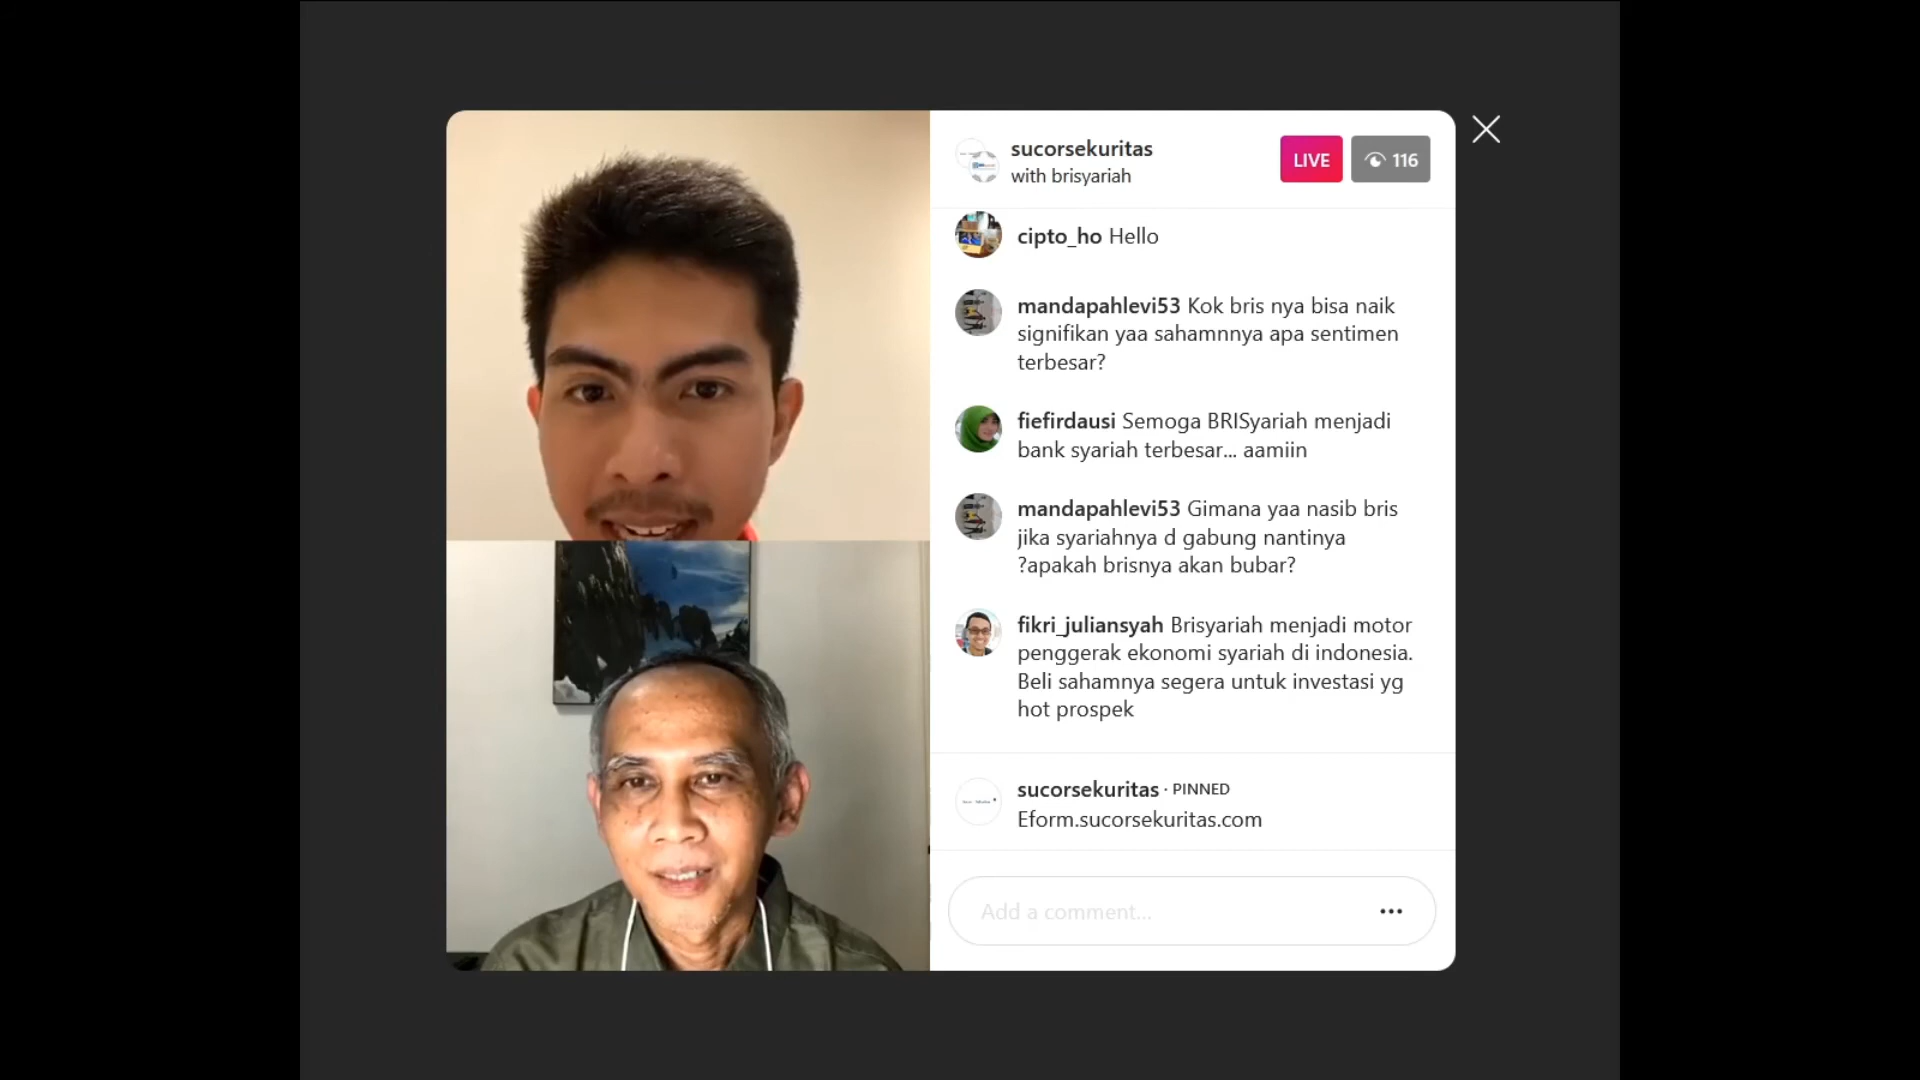 sucorsekuritas
with brisyariah
LIVE
116
cipto_ho Hello
mandapahlevi53 Kok bris nya bisa naik
signifikan yaa sahamnnya apa sentimen
terbesar?
fiefirdausi Semoga BRISyariah menjadi
bank syariah terbesar... aamiin
mandapahlevi53 Gimana yaa nasib bris
jika syariahnya d gabung nantinya
?apakah brisnya akan bubar?
fikri_juliansyah Brisyariah menjadi motor
penggerak ekonomi syariah di indonesia.
Beli sahamnya segera untuk investasi yg
hot prospek
sucorsekuritas · PINNED
Eform.sucorsekuritas.com
Add a comment...